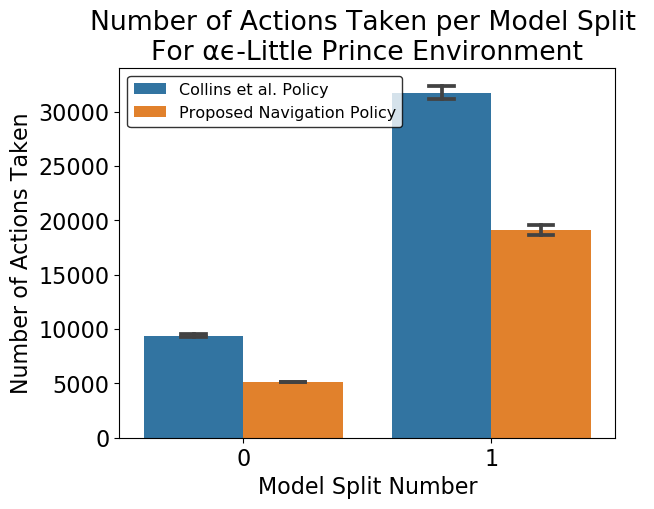 Number of Actions Taken per Model Split
For αϵ-Little Prince Environment
Collins et al. Policy
Proposed Navigation Policy
Number of Actions Taken
30000
25000
20000
15000
10000
5000
0
0 1
Model Split Number